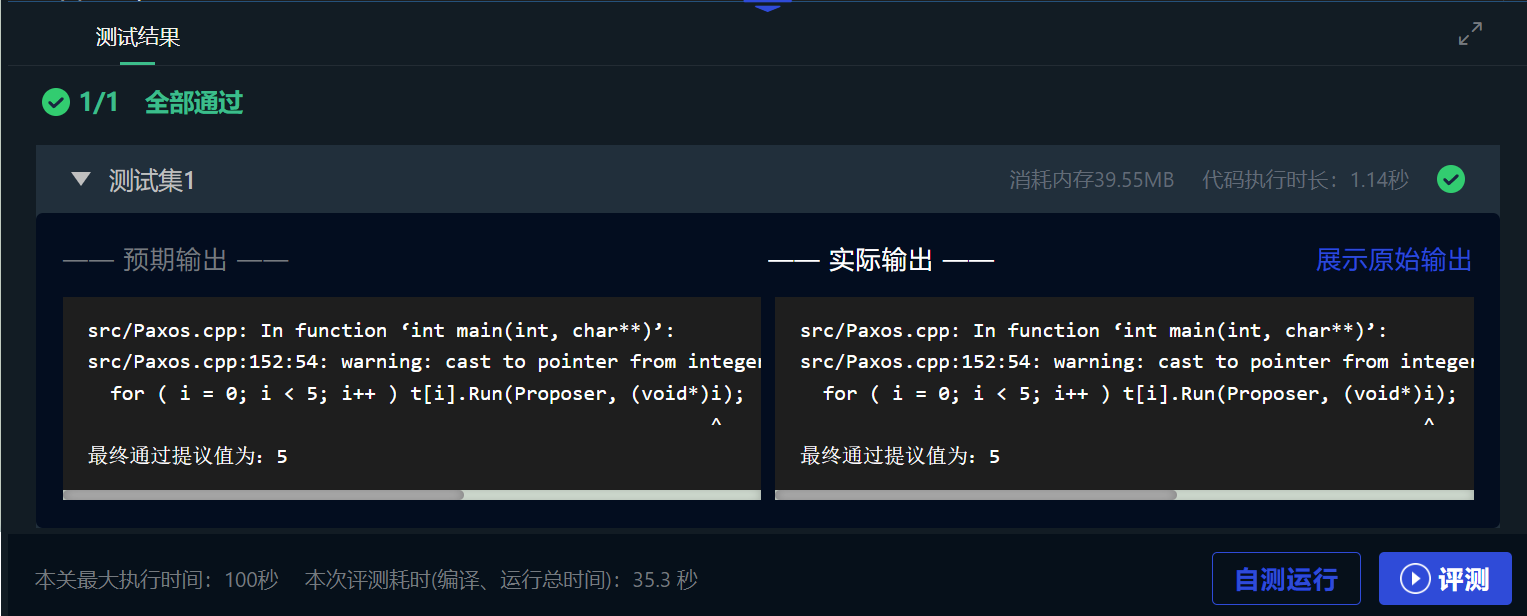 测试结果
1/1 全部通过
测试集1 消耗内存39.55MB 代码执行时长：1.14秒
—— 预期输出 ——
—— 实际输出 —— 展示原始输出
src/Paxos.cpp: In function ‘int main(int, char**)’:
src/Paxos.cpp:152:54: warning: cast to pointer from integer
for ( i = 0; i < 5; i++ ) t[i].Run(Proposer, (void*)i);
^
最终通过提议值为：5
src/Paxos.cpp: In function ‘int main(int, char**)’:
src/Paxos.cpp:152:54: warning: cast to pointer from integer
for ( i = 0; i < 5; i++ ) t[i].Run(Proposer, (void*)i);
^
最终通过提议值为：5
本关最大执行时间：100秒 本次评测耗时(编译、运行总时间)：35.3 秒
自测运行 评测